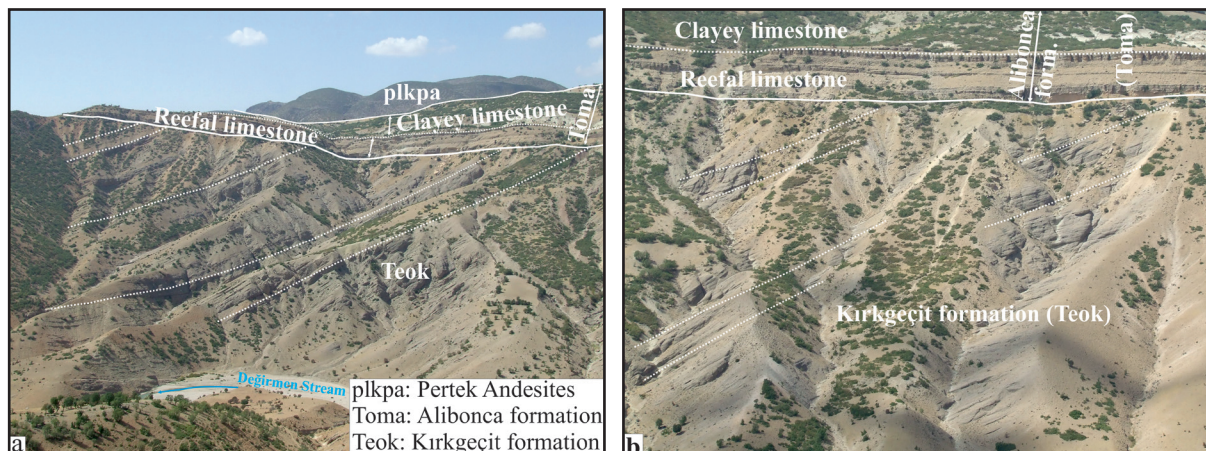 plkpa
Reefal limestone
Clayey limestone
Toma
Teok
Değirmen Stream
plkpa: Pertek Andesites
Toma: Alibonca formation
Teok: Kırkgeçit formation
a
Clayey limestone
Reefal limestone
Alibonca
form.
(Toma)
Kırkgeçit formation (Teok)
b